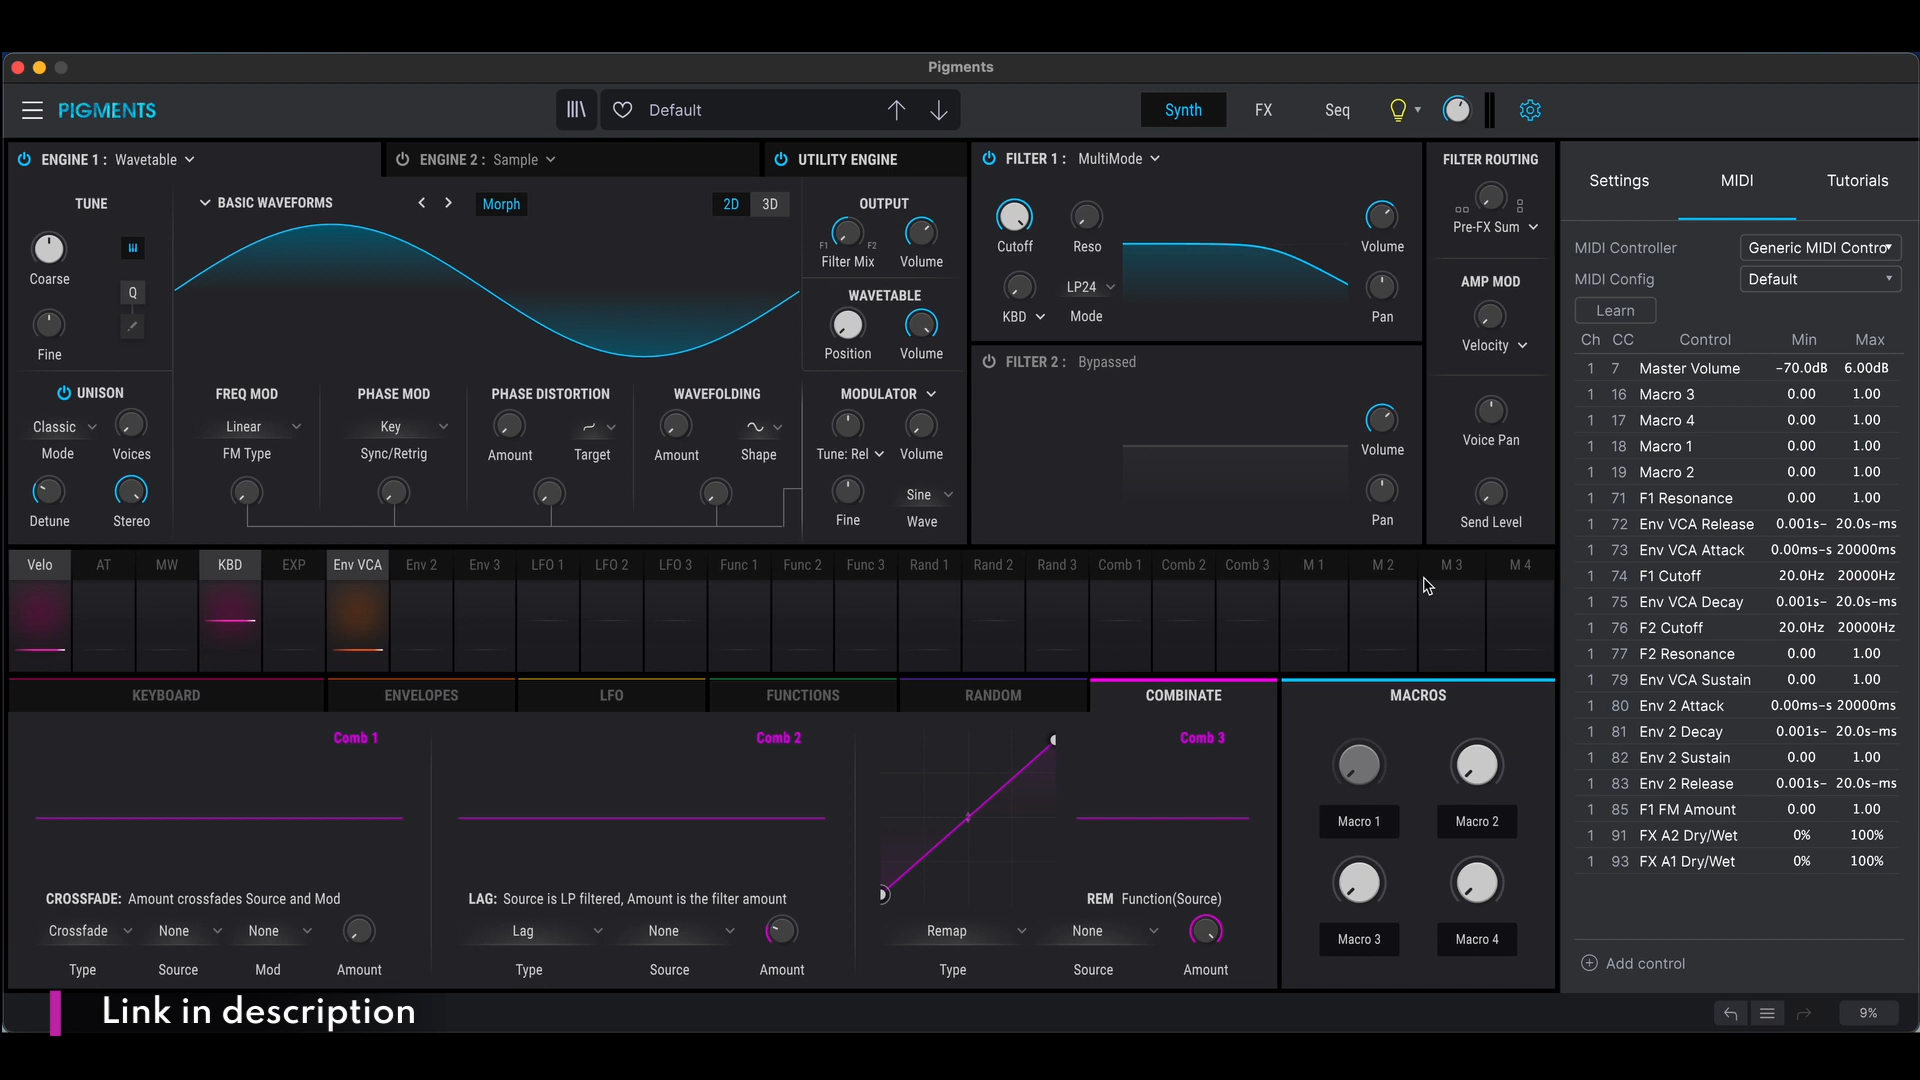 Pigments
PIGMENTS
Default
Synth
FX
Seq
ENGINE 1 : Wavetable
ENGINE 2 : Sample
UTILITY ENGINE
TUNE
Coarse
Q
Fine
BASIC WAVEFORMS
Morph
2D
3D
OUTPUT
F1
F2
Filter Mix
Volume
WAVETABLE
Position
Volume
UNISON
Classic
Mode
Voices
Detune
Stereo
FREQ MOD
Linear
FM Type
PHASE MOD
Key
Sync/Retrig
PHASE DISTORTION
Amount
Target
WAVEFOLDING
Amount
Shape
MODULATOR
Tune: Rel
Volume
Fine
Sine
Wave
FILTER 1 : MultiMode
Cutoff
Reso
KBD
LP24
Mode
Volume
Pan
FILTER 2 : Bypassed
Volume
Pan
FILTER ROUTING
Pre-FX Sum
AMP MOD
Velocity
Voice Pan
Send Level
Velo AT MW KBD EXP Env VCA Env 2 Env 3 LFO 1 LFO 2 LFO 3 Func 1 Func 2 Func 3 Rand 1 Rand 2 Rand 3 Comb 1 Comb 2 Comb 3 M 1 M 2 M 3 M 4
KEYBOARD ENVELOPES LFO FUNCTIONS RANDOM COMBINATE MACROS
Comb 1
CROSSFADE: Amount crossfades Source and Mod
Crossfade None None
Type Source Mod Amount
Comb 2
LAG: Source is LP filtered, Amount is the filter amount
Lag None
Type Source Amount
Comb 3
REM Function(Source)
Remap None
Type Source Amount
Macro 1
Macro 2
Macro 3
Macro 4
Settings MIDI Tutorials
MIDI Controller Generic MIDI Contro
MIDI Config Default
Learn
Ch CC Control Min Max
1 7 Master Volume -70.0dB 6.00dB
1 16 Macro 3 0.00 1.00
1 17 Macro 4 0.00 1.00
1 18 Macro 1 0.00 1.00
1 19 Macro 2 0.00 1.00
1 71 F1 Resonance 0.00 1.00
1 72 Env VCA Release 0.001s- 20.0s-ms
1 73 Env VCA Attack 0.00ms-s 20000ms
1 74 F1 Cutoff 20.0Hz 20000Hz
1 75 Env VCA Decay 0.001s- 20.0s-ms
1 76 F2 Cutoff 20.0Hz 20000Hz
1 77 F2 Resonance 0.00 1.00
1 79 Env VCA Sustain 0.00 1.00
1 80 Env 2 Attack 0.00ms-s 20000ms
1 81 Env 2 Decay 0.001s- 20.0s-ms
1 82 Env 2 Sustain 0.00 1.00
1 83 Env 2 Release 0.001s- 20.0s-ms
1 85 F1 FM Amount 0.00 1.00
1 91 FX A2 Dry/Wet 0% 100%
1 93 FX A1 Dry/Wet 0% 100%
Add control
9%
Link in description